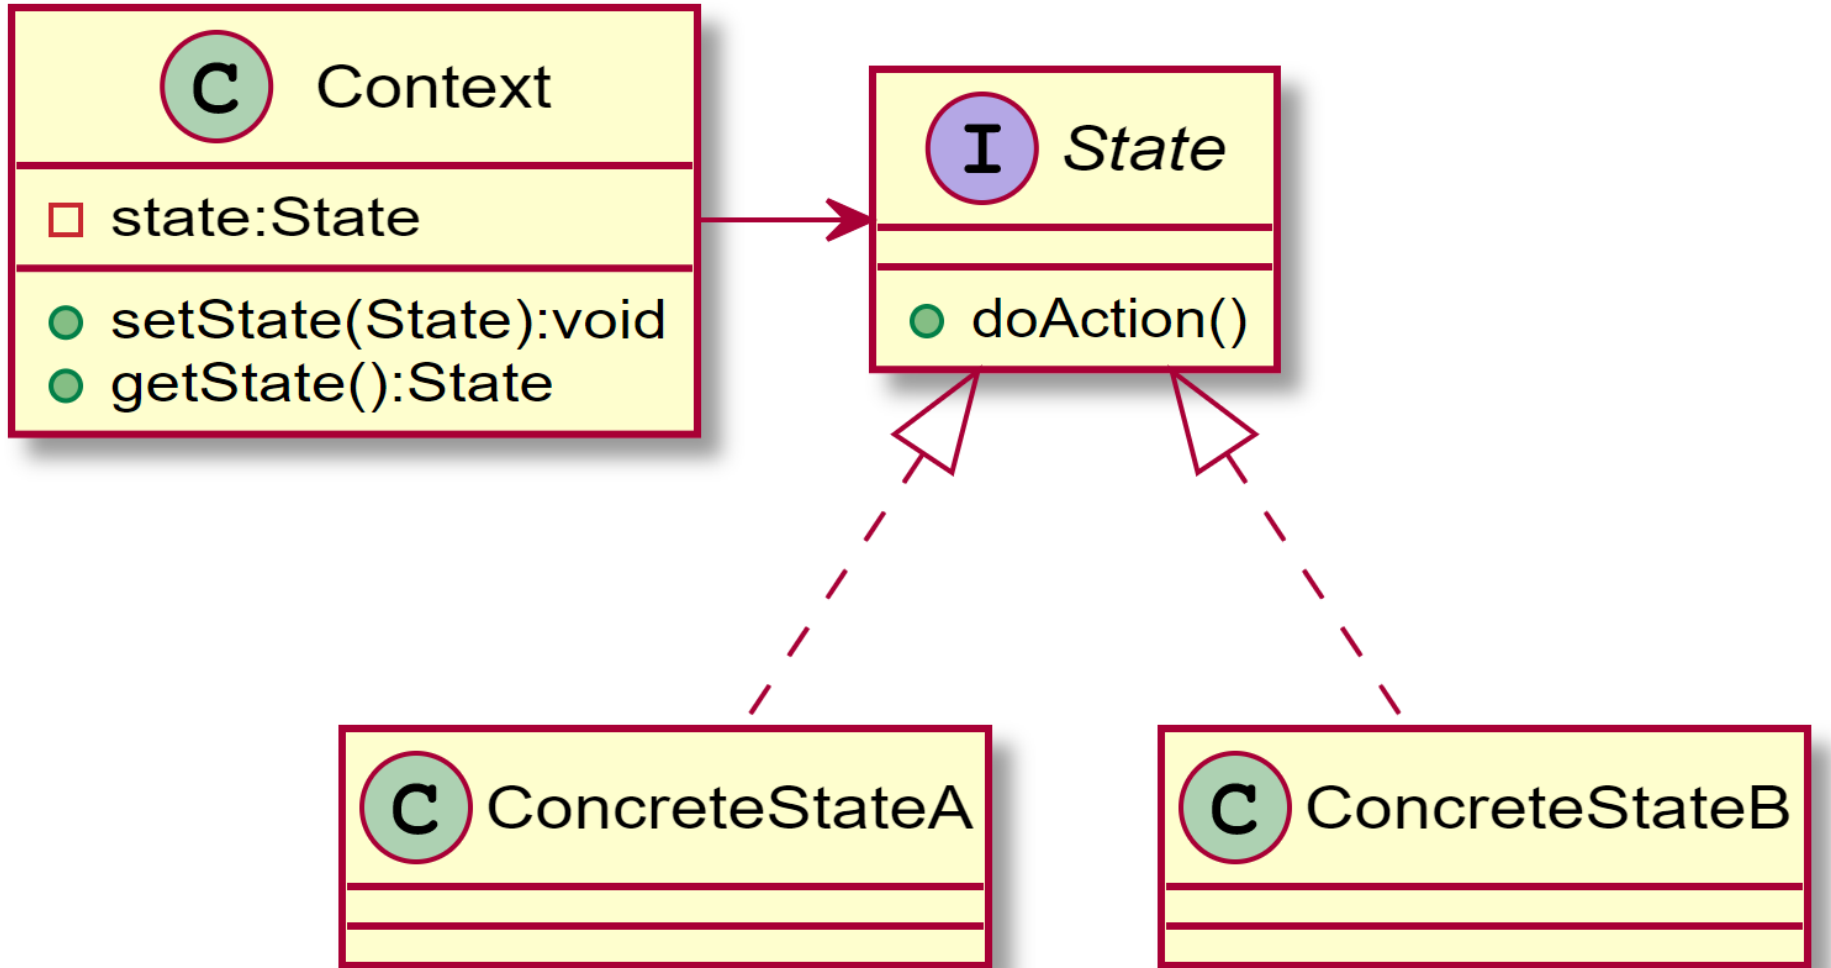 C Context
state:State
setState(State):void
getState():State
I State
doAction()
C ConcreteStateA
C ConcreteStateB